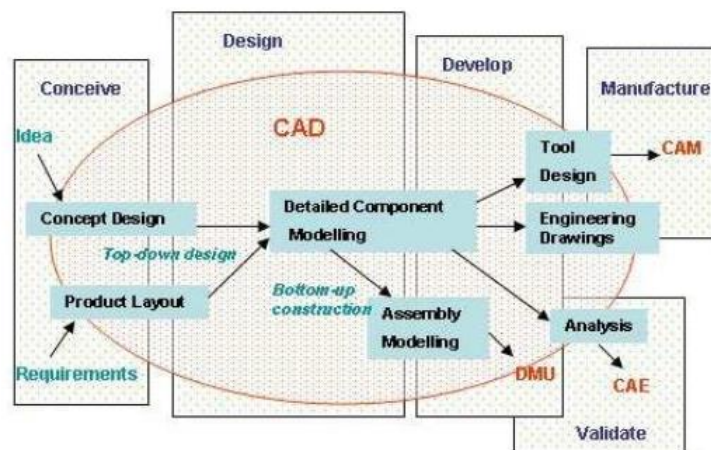 Design
Develop
Conceive
Manufacture
CAD
Idea
Tool
Design
CAM
Concept Design
Detailed Component
Modelling
Engineering
Drawings
Top-down design
Product Layout
Bottom-up
construction
Assembly
Modelling
Analysis
Requirements
DMU
CAE
Validate